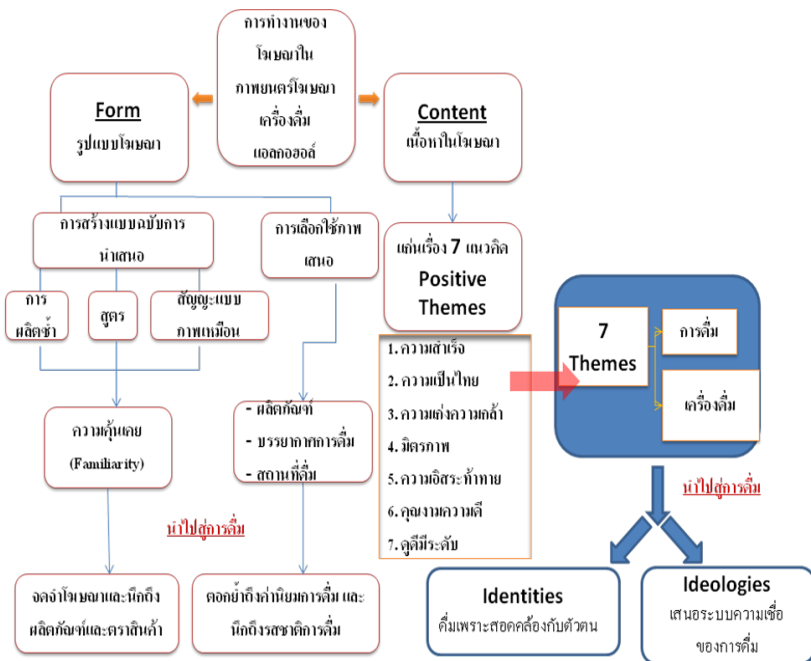 การทำงานของ
โฆษณาใน
ภาพยนตร์โฆษณา
เครื่องดื่ม
แอลกอฮอล์
Form
รูปแบบโฆษณา
Content
เนื้อหาในโฆษณา
การสร้างแบบฉบับการ
นำเสนอ
การเลือกใช้ภาพ
เสนอ
แก่นเรื่อง 7 แนวคิด
Positive
Themes
การ
ผลิตซ้ำ
สูตร
สัญญะแบบ
ภาพเหมือน
7
Themes
การดื่ม
เครื่องดื่ม
1. ความสำเร็จ
2. ความเป็นไทย
3. ความเก่งความกล้า
4. มิตรภาพ
5. ความอิสระท้าทาย
6. คุณงามความดี
7. ดูดีมีระดับ
ความคุ้นเคย
(Familiarity)
- ผลิตภัณฑ์
- บรรยากาศการดื่ม
- สถานที่ดื่ม
นำไปสู่การดื่ม
นำไปสู่การดื่ม
จดจำโฆษณาและนึกถึง
ผลิตภัณฑ์และตราสินค้า
ตอกย้ำถึงค่านิยมการดื่ม และ
นึกถึงรสชาติการดื่ม
Identities
ดื่มเพราะสอดคล้องกับตัวตน
Ideologies
เสนอระบบความเชื่อ
ของการดื่ม